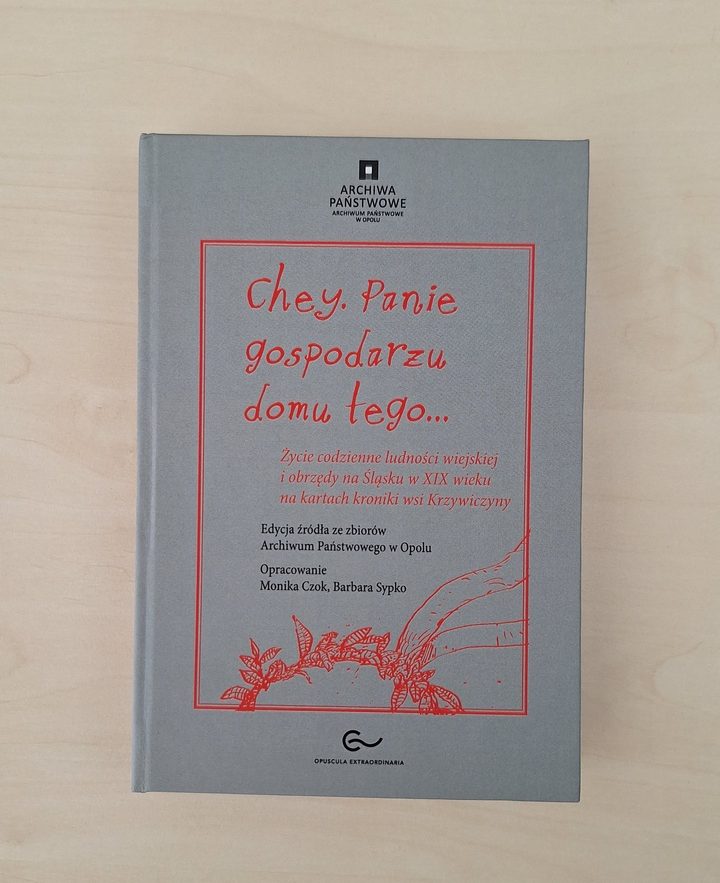 ARCHIWA
PAŃSTWOWE
ARCHIWUM PAŃSTWOWE
W OPOLU
Chey. Panie
gospodarzu
domu tego...
Życie codzienne ludności wiejskiej
i obrzędy na Śląsku w XIX wieku
na kartach kroniki wsi Krzywiczyny
Edycja źródła ze zbiorów
Archiwum Państwowego w Opolu
Opracowanie
Monika Czok, Barbara Sypko
OPUSCULA EXTRAORDINARIA